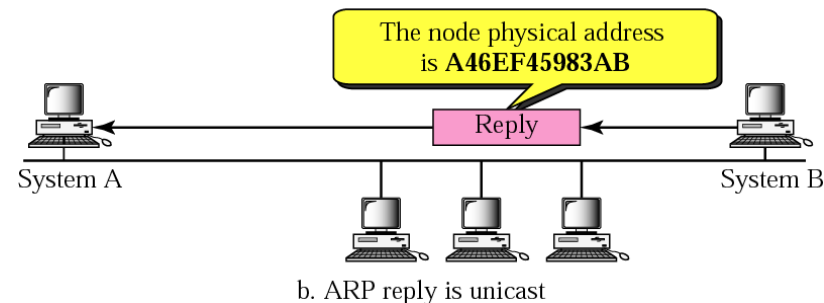 The node physical address
is A46EF45983AB
Reply
System A
System B
b. ARP reply is unicast